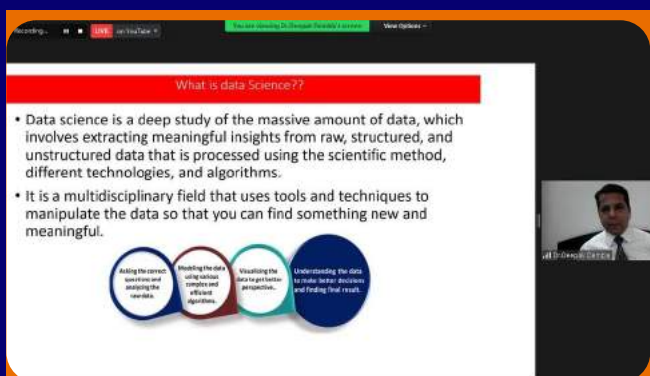 Recording...
LIVE on YouTube
You are viewing Dr.Deepak
screen
View Options
What is data Science??
• Data science is a deep study of the massive amount of data, which
involves extracting meaningful insights from raw, structured, and
unstructured data that is processed using the scientific method,
different technologies, and algorithms.
• It is a multidisciplinary field that uses tools and techniques to
manipulate the data so that you can find something new and
meaningful.
Asking the correct
questions and
analyzing the
raw data.
Modeling the data
using various
complex and
efficient
algorithms.
Visualizing the
data to get better
perspective.
Understanding the data
to make better decisions
and finding final result.
Dr.Deepak